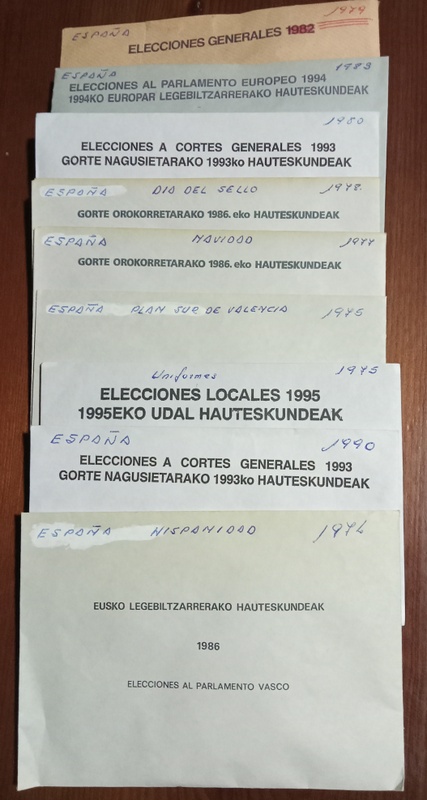 ESPAÑA 1979
ELECCIONES GENERALES 1982
ESPAÑA 1983
ELECCIONES AL PARLAMENTO EUROPEO 1994
1994KO EUROPAR LEGEBILTZARRERAKO HAUTESKUNDEAK
1980
ELECCIONES A CORTES GENERALES 1993
GORTE NAGUSIETARAKO 1993ko HAUTESKUNDEAK
ESPAÑA DIA DEL SELLO 1978
GORTE OROKORRETARAKO 1986.eko HAUTESKUNDEAK
ESPAÑA NAVIDAD 1977
GORTE OROKORRETARAKO 1986.eko HAUTESKUNDEAK
ESPAÑA PLAN SUR DE VALENCIA 1975
Uniformes 1975
ELECCIONES LOCALES 1995
1995EKO UDAL HAUTESKUNDEAK
ESPAÑA 1990
ELECCIONES A CORTES GENERALES 1993
GORTE NAGUSIETARAKO 1993ko HAUTESKUNDEAK
ESPAÑA HISPANIDAD 1974
EUSKO LEGEBILTZARRERAKO HAUTESKUNDEAK
1986
ELECCIONES AL PARLAMENTO VASCO